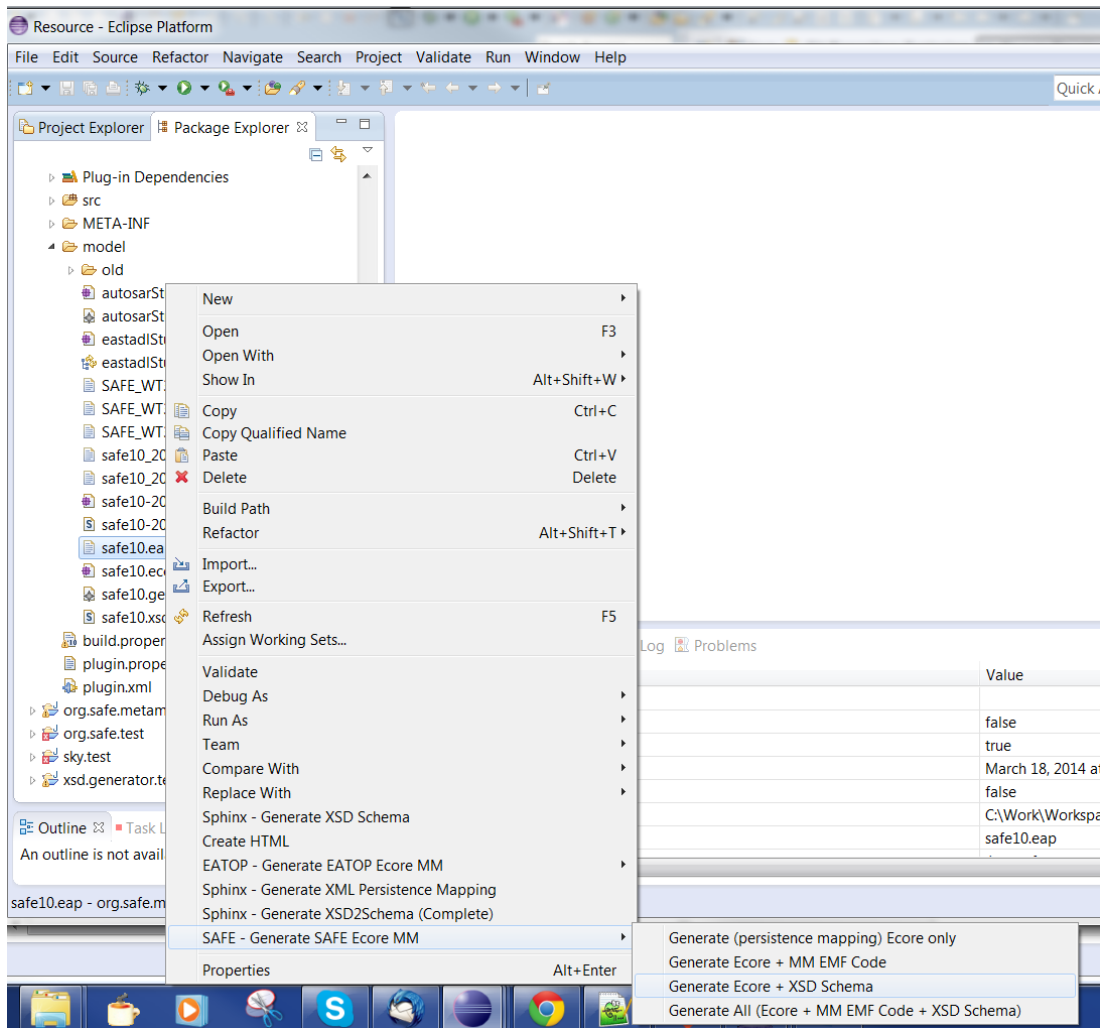 Resource - Eclipse Platform
File Edit Source Refactor Navigate Search Project Validate Run Window Help
Quick
Project Explorer Package Explorer
Plug-in Dependencies
src
META-INF
model
old
autosarSt
autosarSt
eastadlStu
eastadlStu
SAFE_WT
SAFE_WT
SAFE_WT
safe10_20
safe10_20
safe10-20
safe10-20
safe10.ea
safe10.eco
safe10.ge
safe10.xsd
build.proper
plugin.prope
plugin.xml
org.safe.metam
org.safe.test
sky.test
xsd.generator.te
New
Open F3
Open With
Show In Alt+Shift+W
Copy Ctrl+C
Copy Qualified Name
Paste Ctrl+V
Delete Delete
Build Path
Refactor Alt+Shift+T
Import...
Export...
Refresh F5
Assign Working Sets...
Validate
Debug As
Run As
Team
Compare With
Replace With
Sphinx - Generate XSD Schema
Create HTML
EATOP - Generate EATOP Ecore MM
Sphinx - Generate XML Persistence Mapping
Sphinx - Generate XSD2Schema (Complete)
SAFE - Generate SAFE Ecore MM
Properties Alt+Enter
Generate (persistence mapping) Ecore only
Generate Ecore + MM EMF Code
Generate Ecore + XSD Schema
Generate All (Ecore + MM EMF Code + XSD Schema)
Log Problems
Value
false
true
March 18, 2014 at
false
C:\Work\Workspa
safe10.eap
Outline Task L
An outline is not avail
safe10.eap - org.safe.m